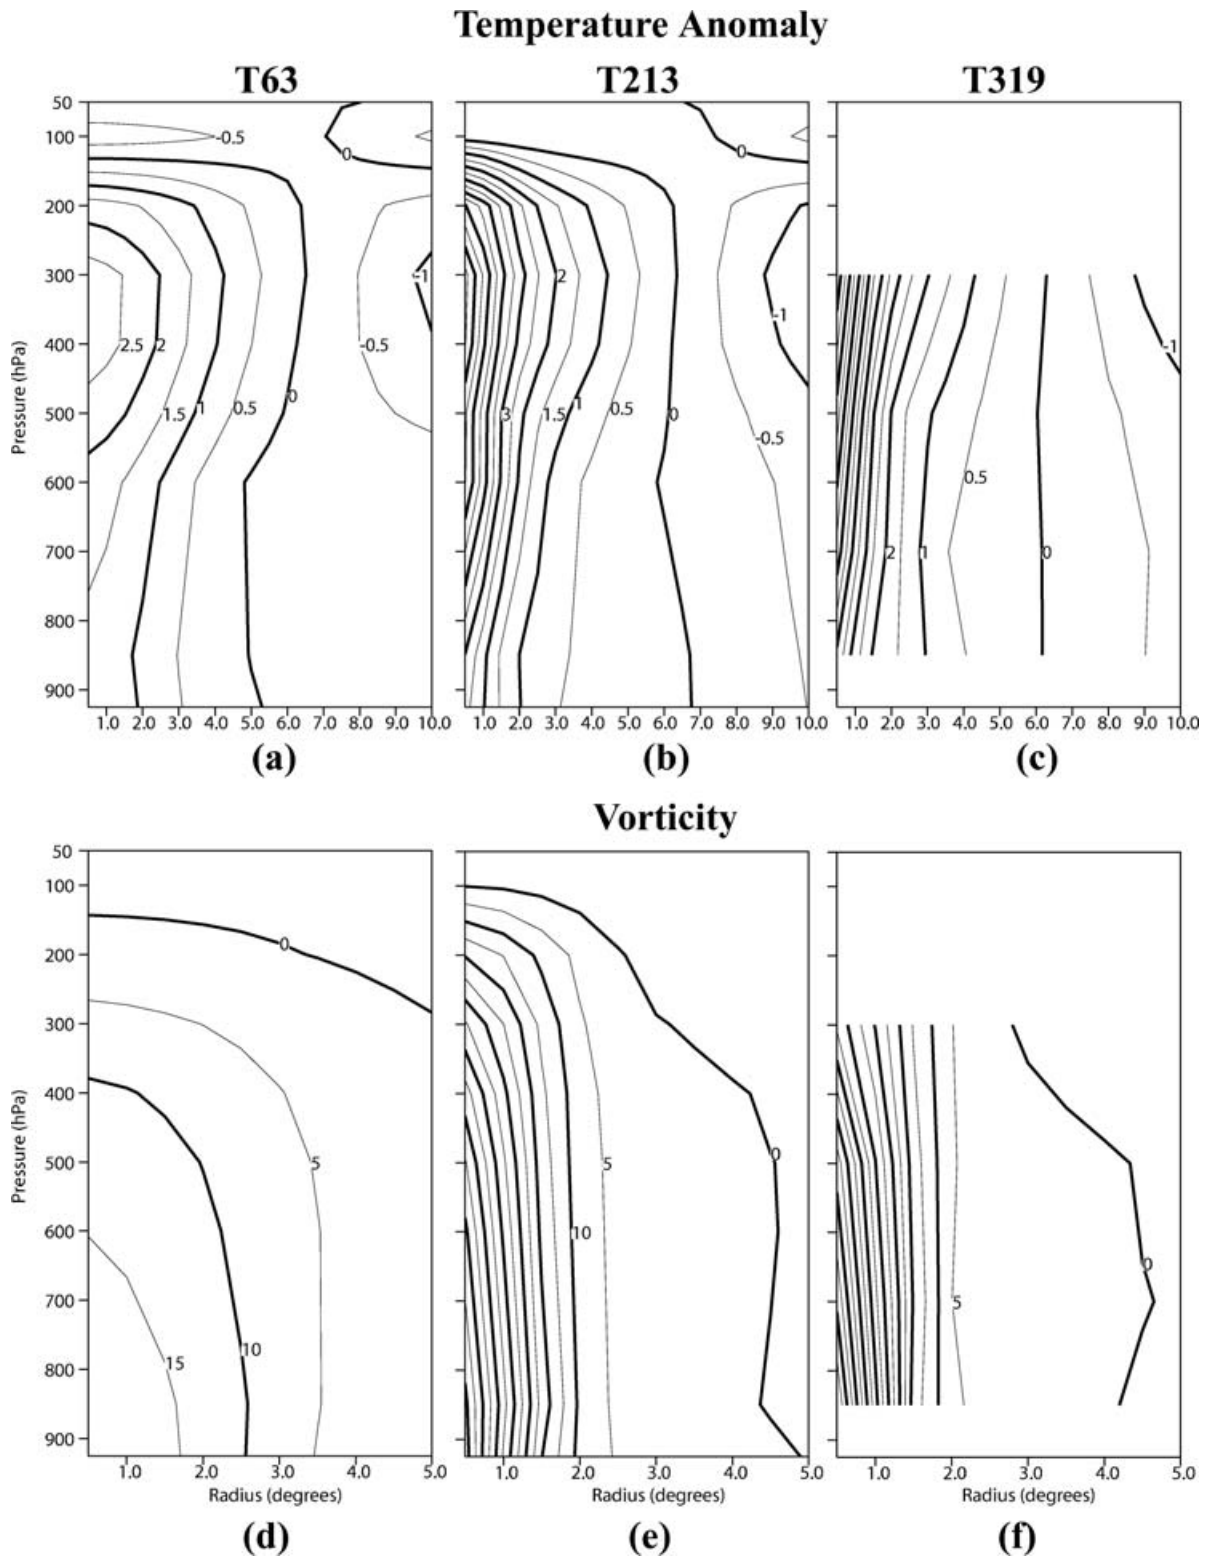 Temperature Anomaly
T63 T213 T319
50
100
200
300
400
500
600
700
800
900
Pressure (hPa)
-0.5 0 2.5 2 1.5 1 0.5 0 -0.5 -1
0 2 3 1.5 1 0.5 0 -0.5 -1
2 1 0.5 0 -1
1.0 2.0 3.0 4.0 5.0 6.0 7.0 8.0 9.0 10.0
1.0 2.0 3.0 4.0 5.0 6.0 7.0 8.0 9.0 10.0
1.0 2.0 3.0 4.0 5.0 6.0 7.0 8.0 9.0 10.0
(a) (b) (c)
Vorticity
50
100
200
300
400
500
600
700
800
900
Pressure (hPa)
0 5 10 15
0 5 10
0 5
1.0 2.0 3.0 4.0 5.0
1.0 2.0 3.0 4.0 5.0
1.0 2.0 3.0 4.0 5.0
Radius (degrees) Radius (degrees) Radius (degrees)
(d) (e) (f)